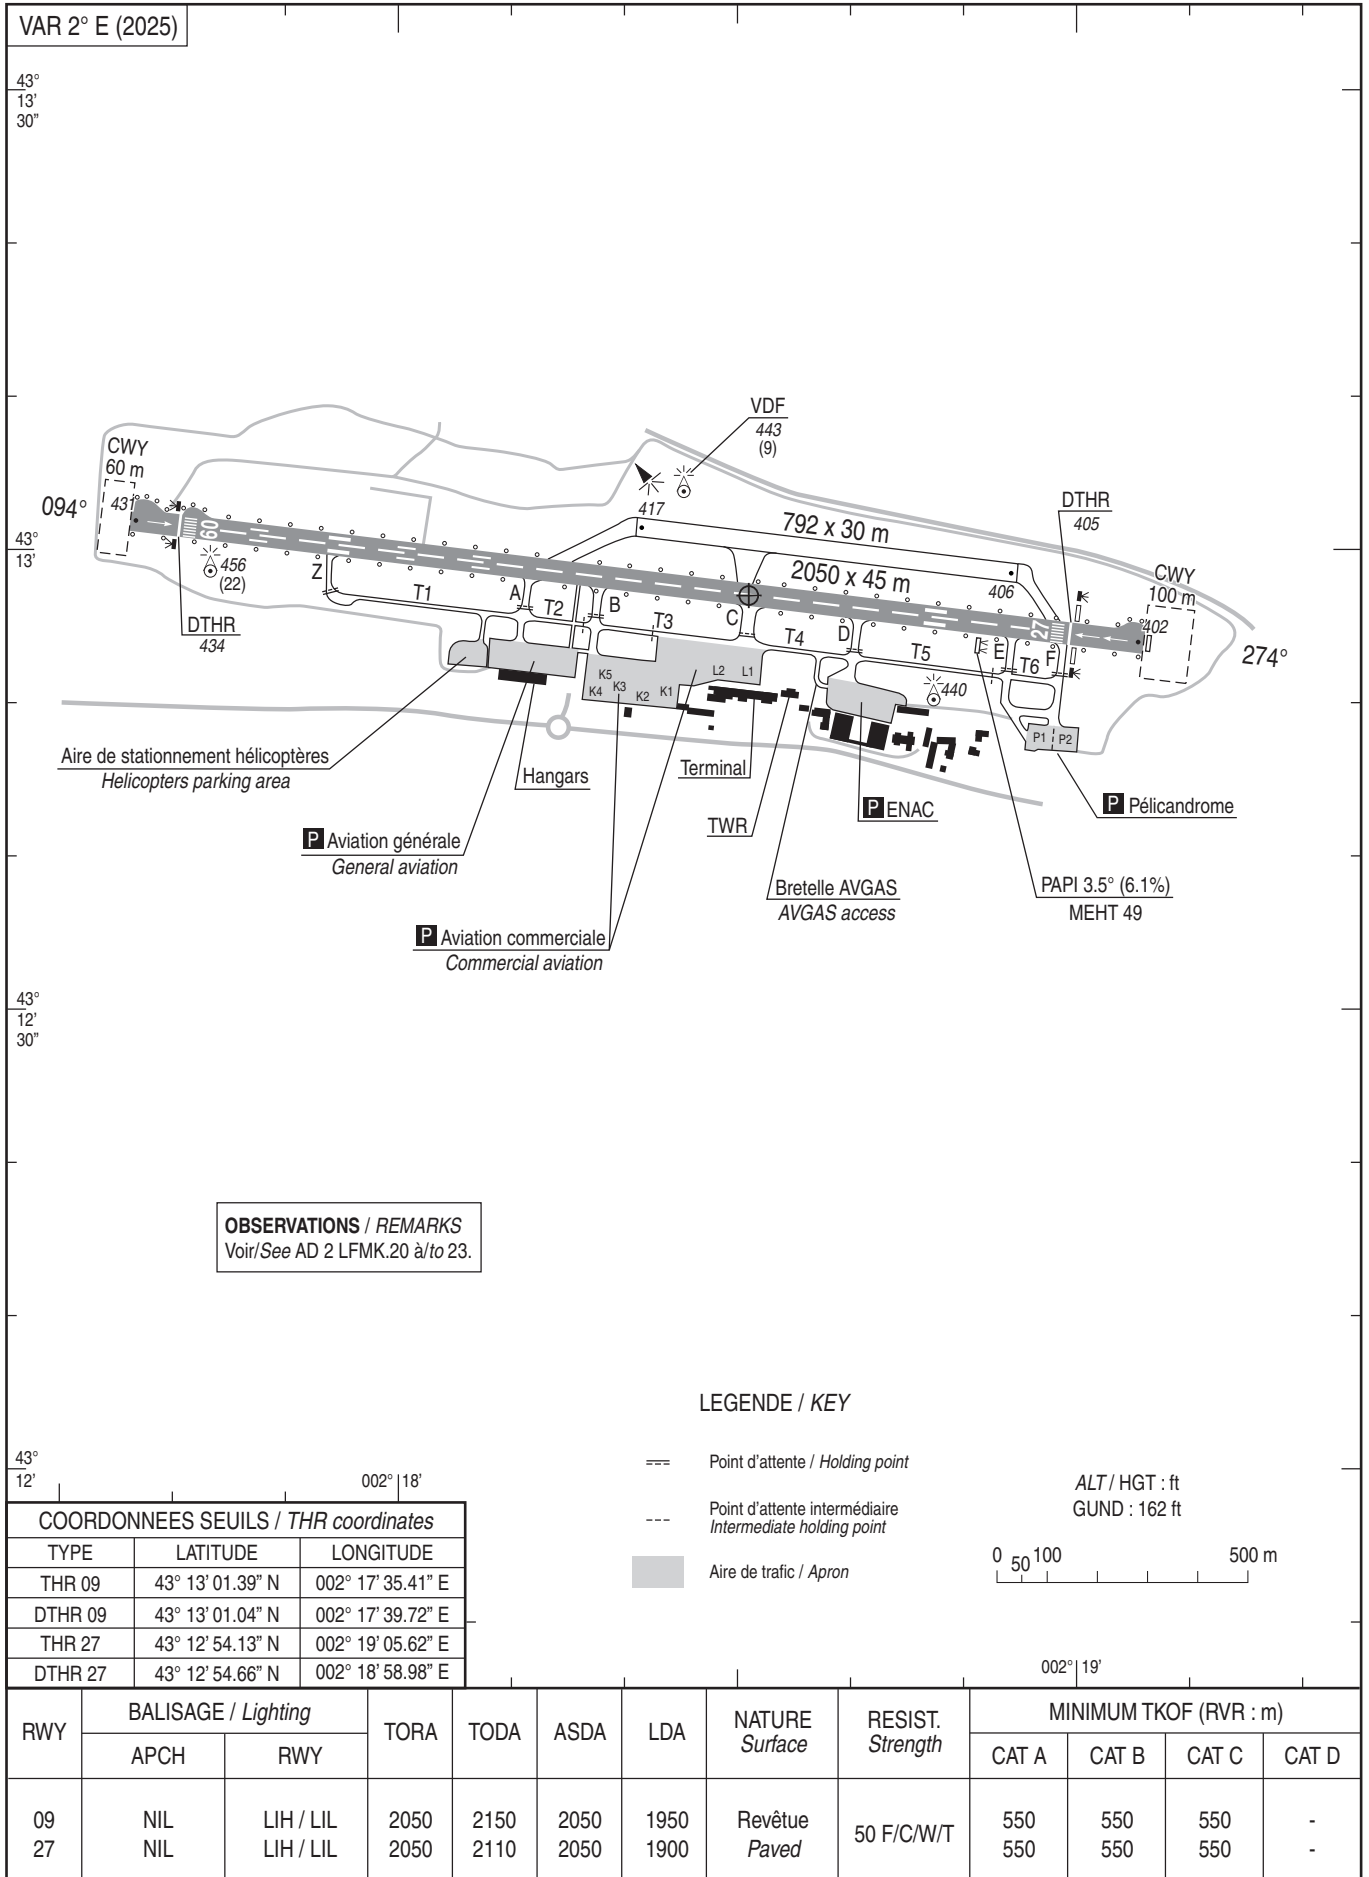 VAR 2° E (2025)
43°
13'
30"
VDF
443
(9)
CWY
60 m
094°
431
417
DTHR
405
792 x 30 m
43°
13'
09
456
(22)
Z
T1
A
T2
B
T3
C
2050 x 45 m
406
CWY
100 m
T4
D
T5
E
27
T6
F
402
274°
DTHR
434
K5
K4
K3
K2
K1
L2
L1
440
P1
P2
Aire de stationnement hélicoptères
Helicopters parking area
Hangars
Terminal
TWR
P ENAC
P Pélicandrome
P Aviation générale
General aviation
Bretelle AVGAS
AVGAS access
PAPI 3.5° (6.1%)
MEHT 49
P Aviation commerciale
Commercial aviation
43°
12'
30"
OBSERVATIONS / REMARKS
Voir/See AD 2 LFMK.20 à/to 23.
LEGENDE / KEY
Point d'attente / Holding point
Point d'attente intermédiaire
Intermediate holding point
Aire de trafic / Apron
ALT / HGT : ft
GUND : 162 ft
0 50 100 500 m
43°
12'
002° 18'
002° 19'
COORDONNEES SEUILS / THR coordinates
TYPE LATITUDE LONGITUDE
THR 09 43° 13' 01.39" N 002° 17' 35.41" E
DTHR 09 43° 13' 01.04" N 002° 17' 39.72" E
THR 27 43° 12' 54.13" N 002° 19' 05.62" E
DTHR 27 43° 12' 54.66" N 002° 18' 58.98" E
RWY BALISAGE / Lighting TORA TODA ASDA LDA NATURE RESIST. MINIMUM TKOF (RVR : m)
Surface Strength
APCH RWY CAT A CAT B CAT C CAT D
09 NIL LIH / LIL 2050 2150 2050 1950 Revêtue 50 F/C/W/T 550 550 550 -
27 NIL LIH / LIL 2050 2110 2050 1900 Paved 550 550 550 -